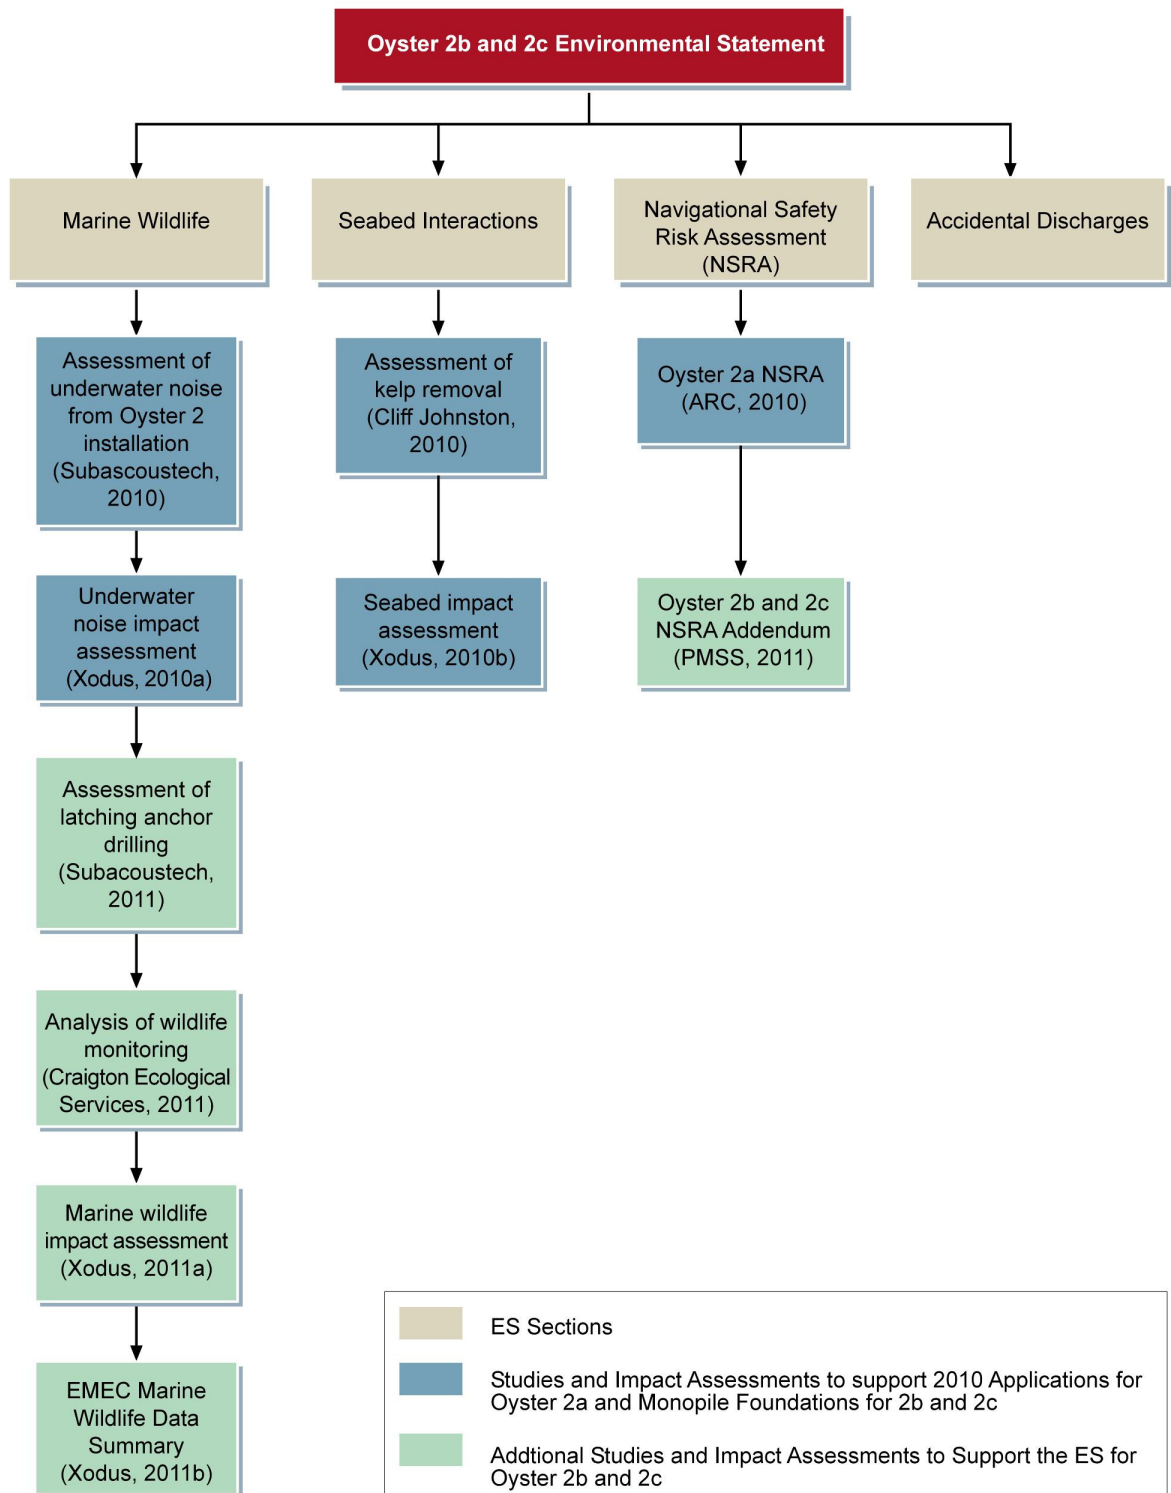 Oyster 2b and 2c Environmental Statement
Marine Wildlife
Seabed Interactions
Navigational Safety
Risk Assessment
(NSRA)
Accidental Discharges
Assessment of
underwater noise
from Oyster 2
installation
(Subascoustech,
2010)
Assessment of
kelp removal
(Cliff Johnston,
2010)
Oyster 2a NSRA
(ARC, 2010)
Underwater
noise impact
assessment
(Xodus, 2010a)
Seabed impact
assessment
(Xodus, 2010b)
Oyster 2b and 2c
NSRA Addendum
(PMSS, 2011)
Assessment of
latching anchor
drilling
(Subacoustech,
2011)
Analysis of wildlife
monitoring
(Craigton Ecological
Services, 2011)
Marine wildlife
impact assessment
(Xodus, 2011a)
EMEC Marine
Wildlife Data
Summary
(Xodus, 2011b)
ES Sections
Studies and Impact Assessments to support 2010 Applications for
Oyster 2a and Monopile Foundations for 2b and 2c
Addtional Studies and Impact Assessments to Support the ES for
Oyster 2b and 2c